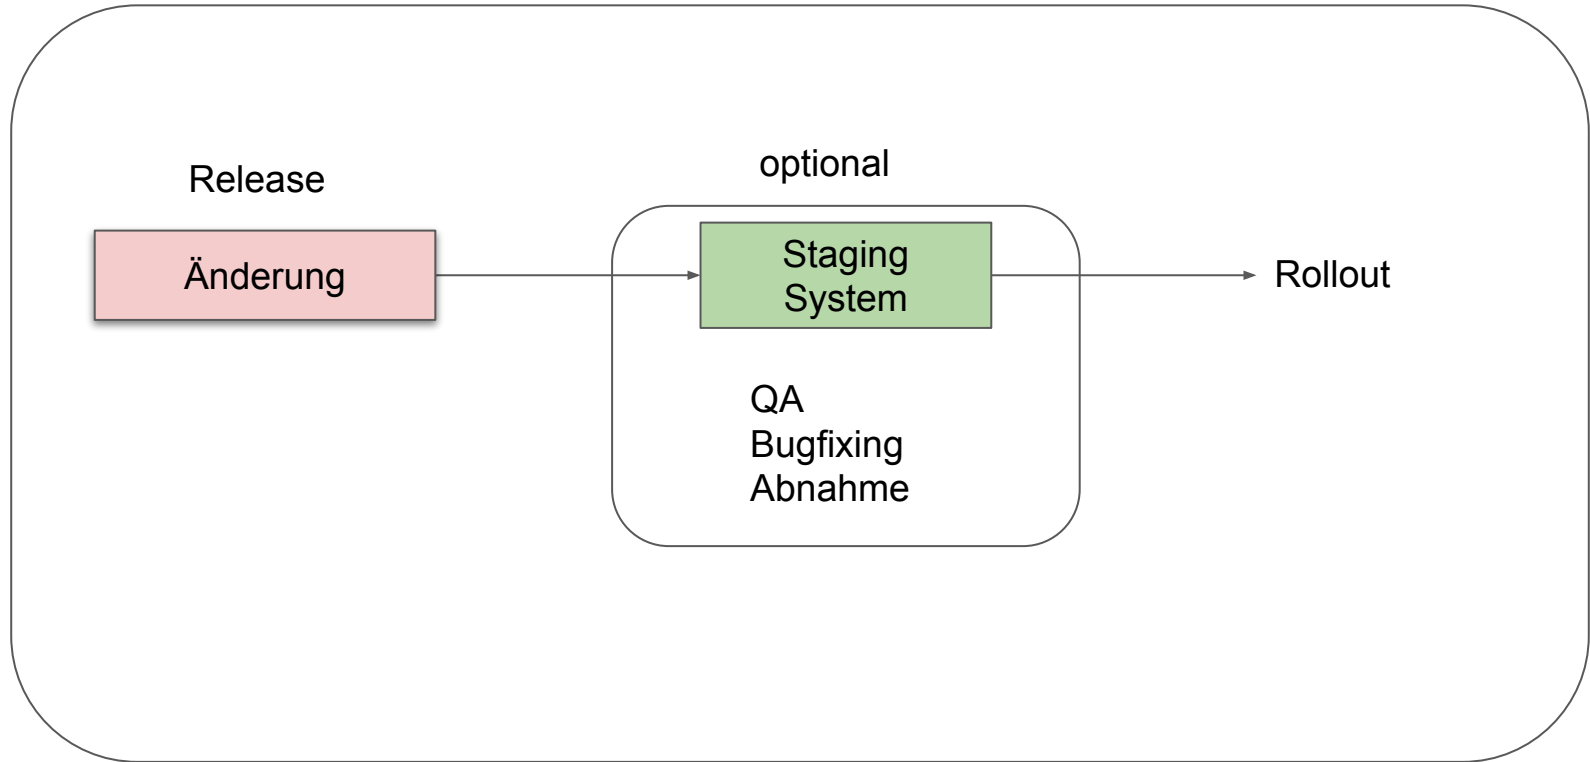 Release
optional
Änderung
Staging
System
Rollout
QA
Bugfixing
Abnahme